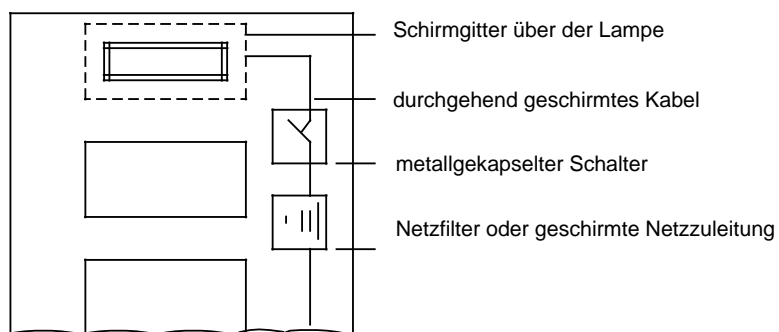 Schirmgitter über der Lampe
durchgehend geschirmtes Kabel
metallgekapselter Schalter
Netzfilter oder geschirmte Netzzuleitung